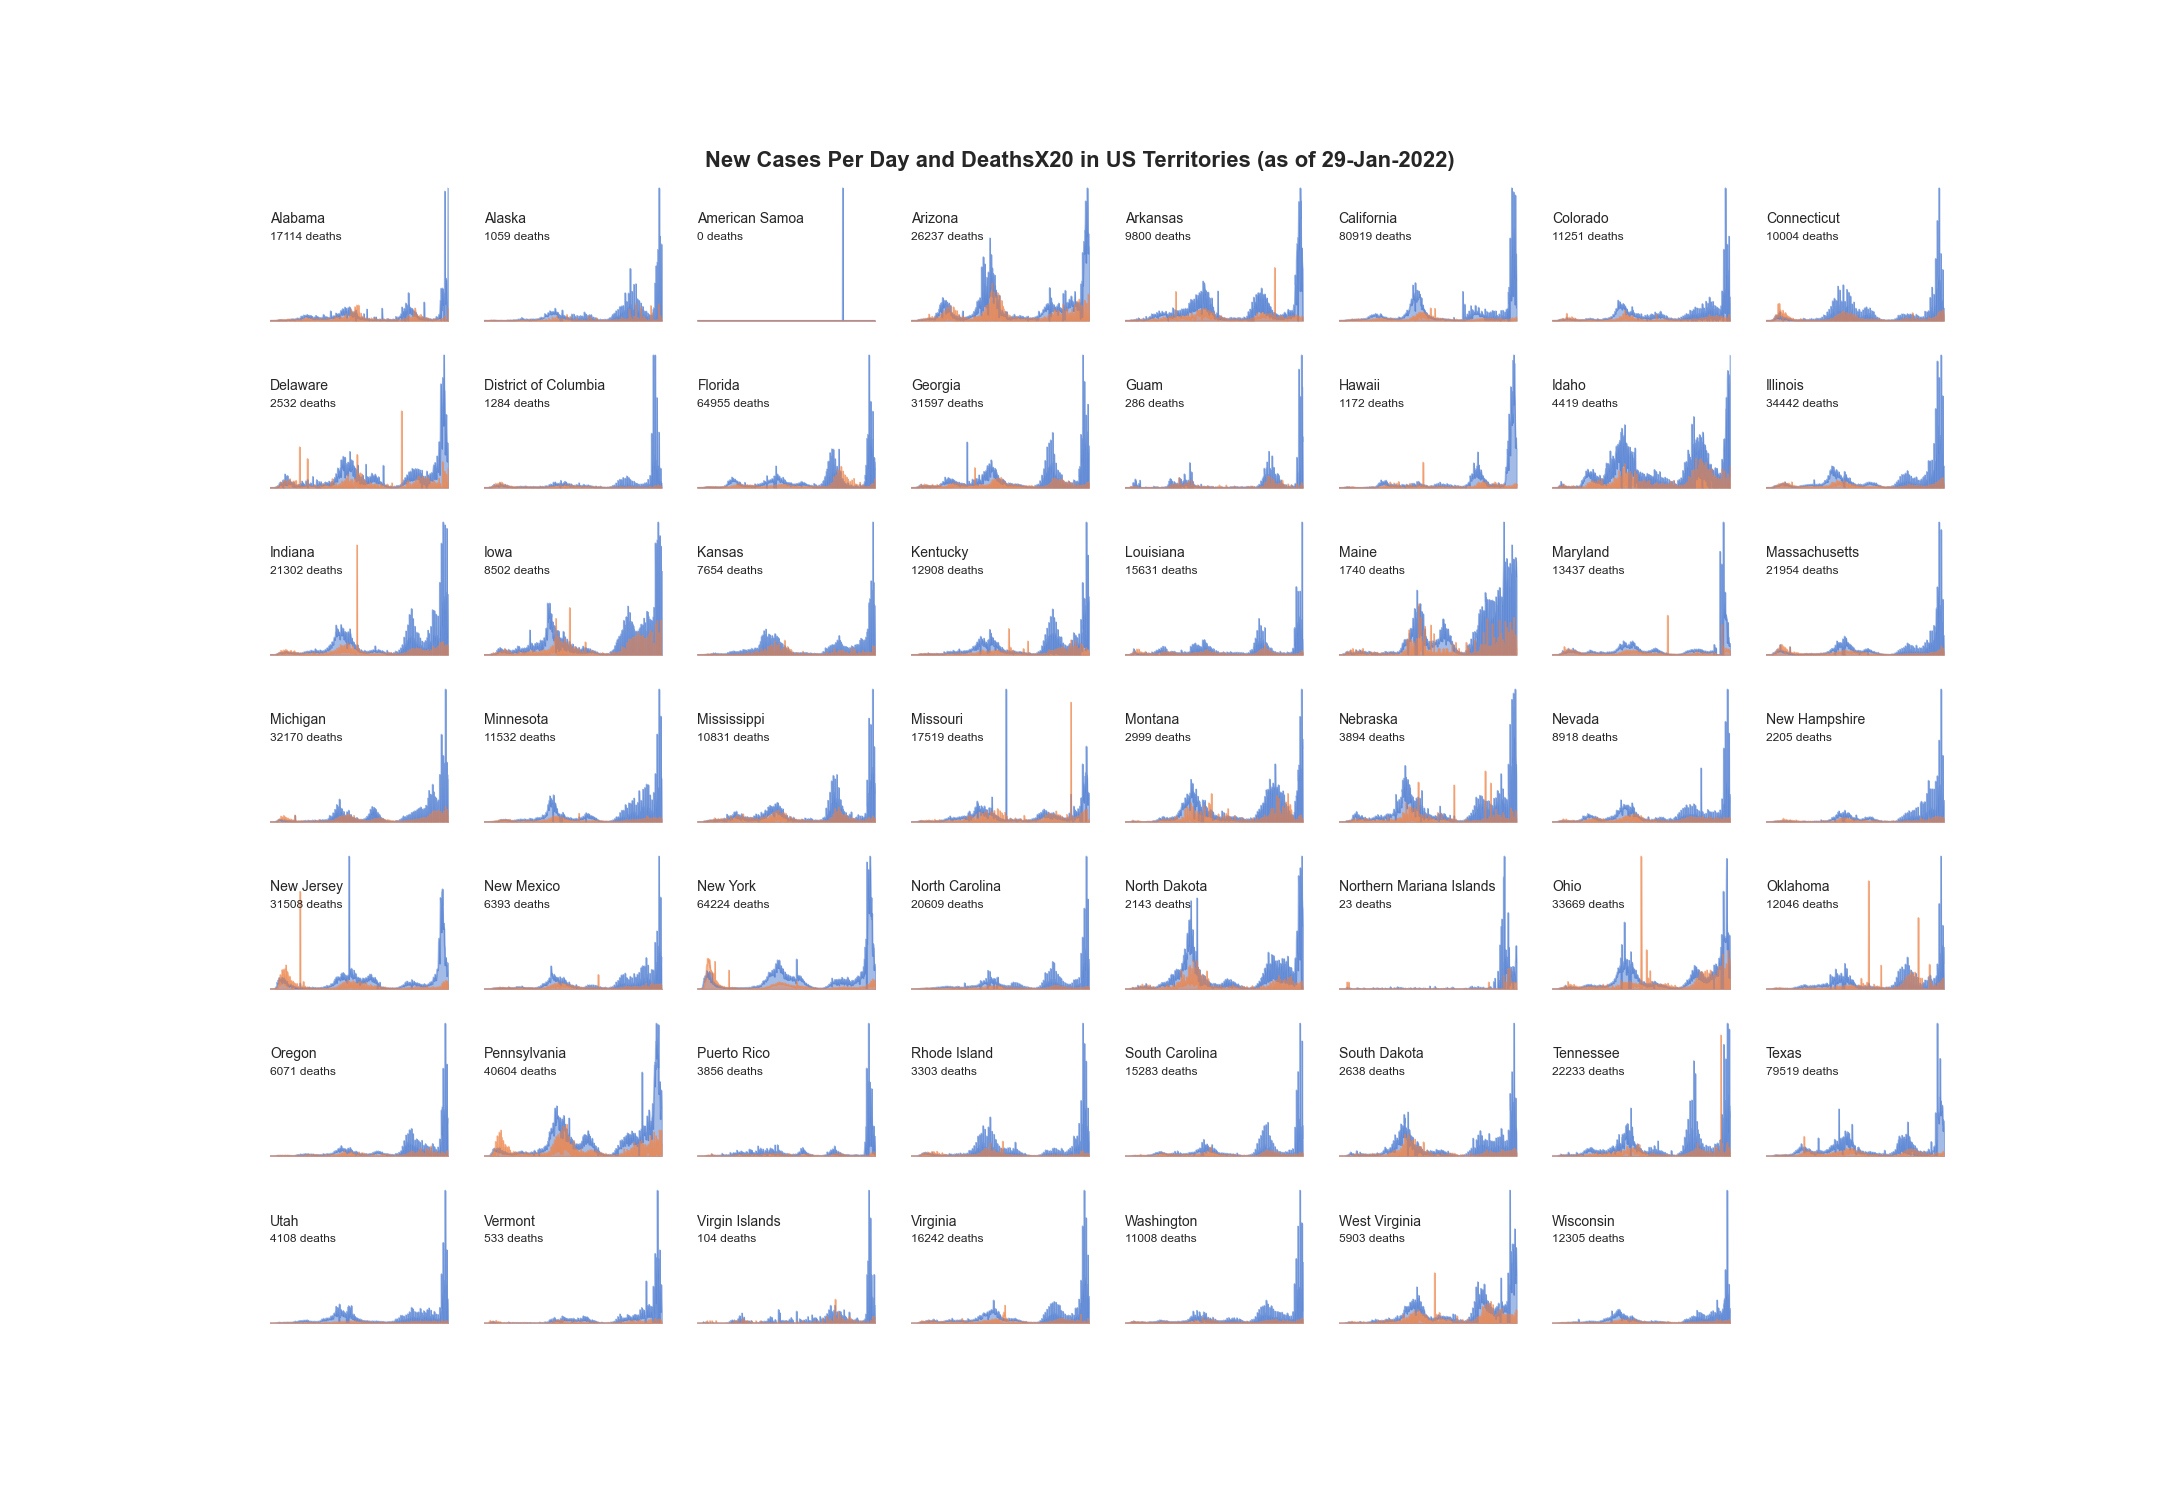 New Cases Per Day and DeathsX20 in US Territories (as of 29-Jan-2022)
Alabama
17114 deaths
Alaska
1059 deaths
American Samoa
0 deaths
Arizona
26237 deaths
Arkansas
9800 deaths
California
80919 deaths
Colorado
11251 deaths
Connecticut
10004 deaths
Delaware
2532 deaths
District of Columbia
1284 deaths
Florida
64955 deaths
Georgia
31597 deaths
Guam
286 deaths
Hawaii
1172 deaths
Idaho
4419 deaths
Illinois
34442 deaths
Indiana
21302 deaths
Iowa
8502 deaths
Kansas
7654 deaths
Kentucky
12908 deaths
Louisiana
15631 deaths
Maine
1740 deaths
Maryland
13437 deaths
Massachusetts
21954 deaths
Michigan
32170 deaths
Minnesota
11532 deaths
Mississippi
10831 deaths
Missouri
17519 deaths
Montana
2999 deaths
Nebraska
3894 deaths
Nevada
8918 deaths
New Hampshire
2205 deaths
New Jersey
31508 deaths
New Mexico
6393 deaths
New York
64224 deaths
North Carolina
20609 deaths
North Dakota
2143 deaths
Northern Mariana Islands
23 deaths
Ohio
33669 deaths
Oklahoma
12046 deaths
Oregon
6071 deaths
Pennsylvania
40604 deaths
Puerto Rico
3856 deaths
Rhode Island
3303 deaths
South Carolina
15283 deaths
South Dakota
2638 deaths
Tennessee
22233 deaths
Texas
79519 deaths
Utah
4108 deaths
Vermont
533 deaths
Virgin Islands
104 deaths
Virginia
16242 deaths
Washington
11008 deaths
West Virginia
5903 deaths
Wisconsin
12305 deaths